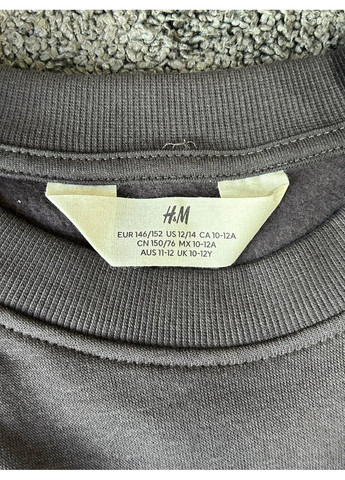 H&M
EUR 146/152 US 12/14 CA 10-12A
CN 150/76 MX 10-12A
AUS 11-12 UK 10-12Y